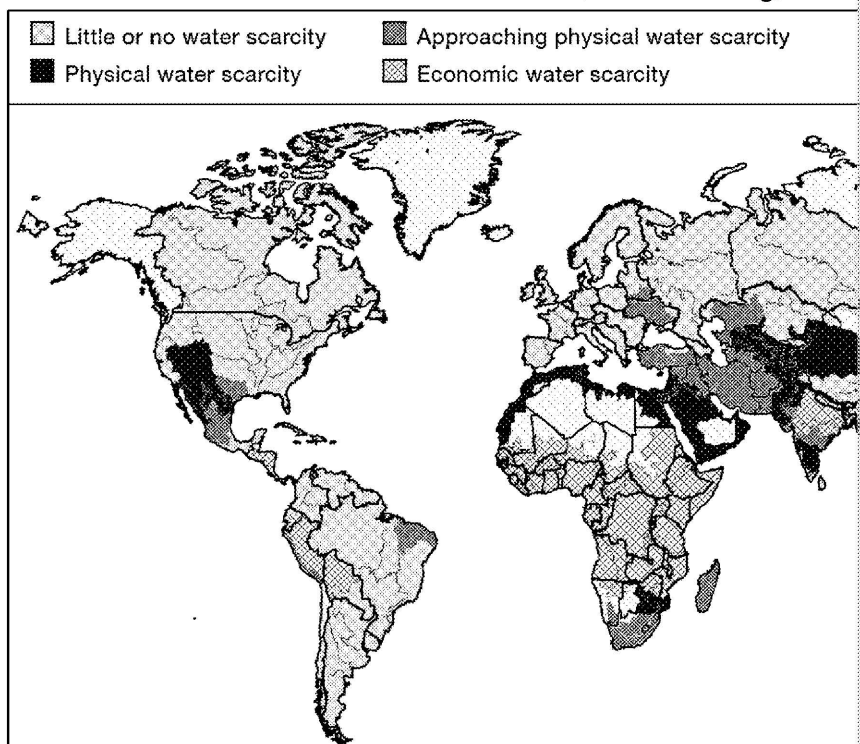 Little or no water scarcity
Approaching physical water scarcity
Physical water scarcity
Economic water scarcity